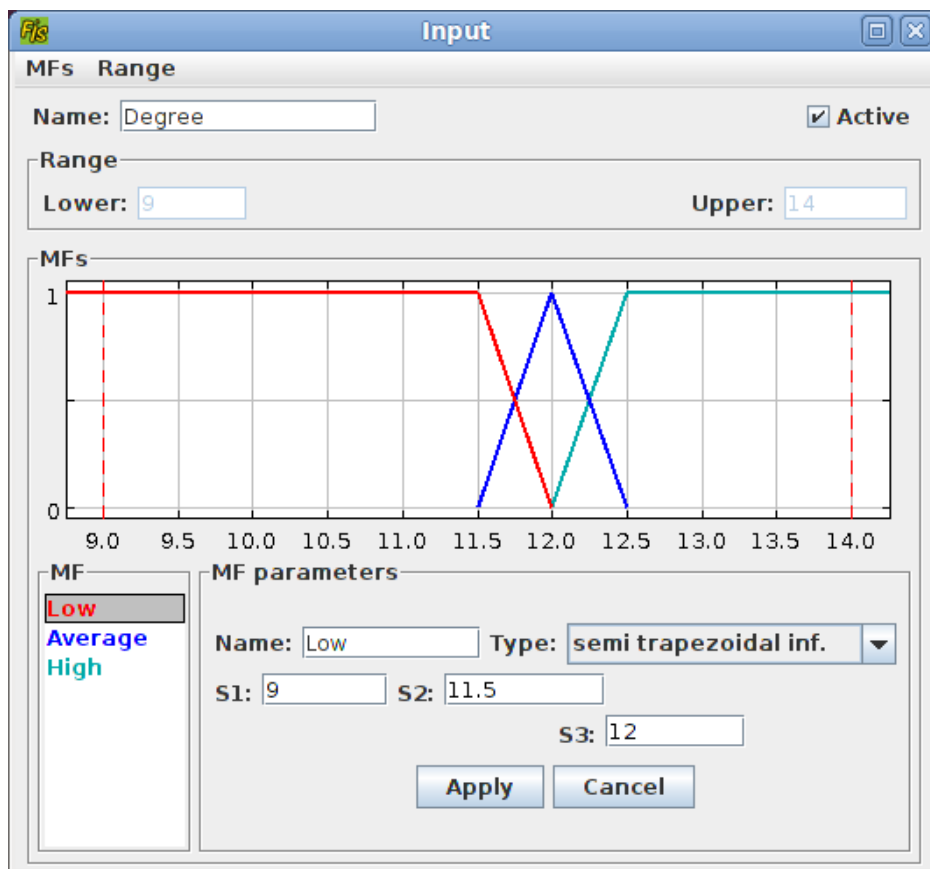 Fis Input
MFs Range
Name: Degree Active
Range
Lower: 9 Upper: 14
MFs
1
0
9.0 9.5 10.0 10.5 11.0 11.5 12.0 12.5 13.0 13.5 14.0
MF MF parameters
Low
Average
High
Name: Low Type: semi trapezoidal inf.
S1: 9 S2: 11.5
S3: 12
Apply Cancel